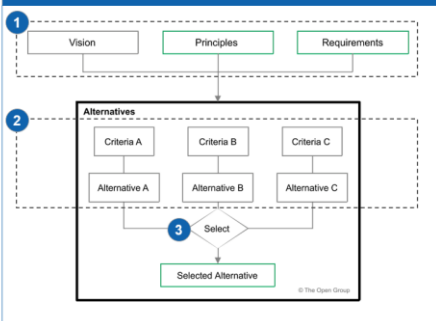 1
Vision
Principles
Requirements
Alternatives
2
Criteria A
Criteria B
Criteria C
Alternative A
Alternative B
Alternative C
3
Select
Selected Alternative
© The Open Group